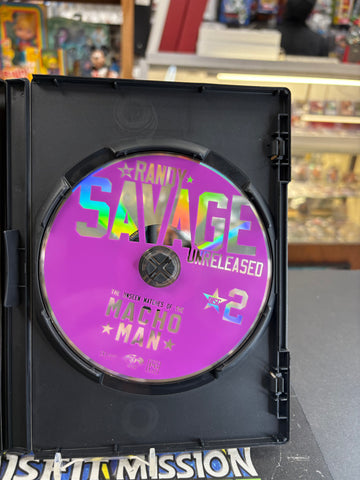 RANDY
SAVAGE
UNRELEASED
THE UNSEEN MATCHES OF THE
MACHO
MAN
2
MISSION